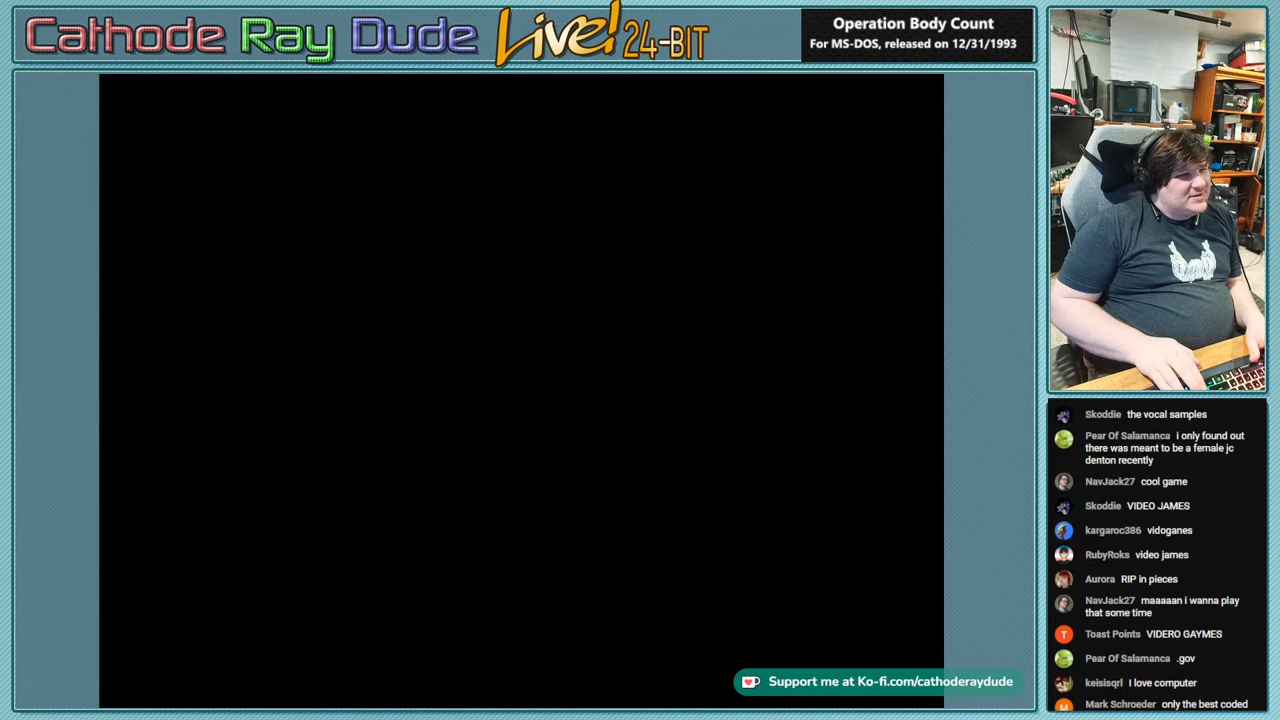 Cathode Ray Dude Live! 24-BIT
Operation Body Count
For MS-DOS, released on 12/31/1993
Skoddie the vocal samples
Pear Of Salamanca i only found out
there was meant to be a female jc
denton recently
NavJack27 cool game
Skoddie VIDEO JAMES
kargaroc386 vidoganes
RubyRoks video james
Aurora RIP in pieces
NavJack27 maaaaan i wanna play
that some time
T Toast Points VIDERO GAYMES
Pear Of Salamanca .gov
keisisqrl I love computer
M Mark Schroeder only the best coded
Support me at Ko-fi.com/cathoderaydude